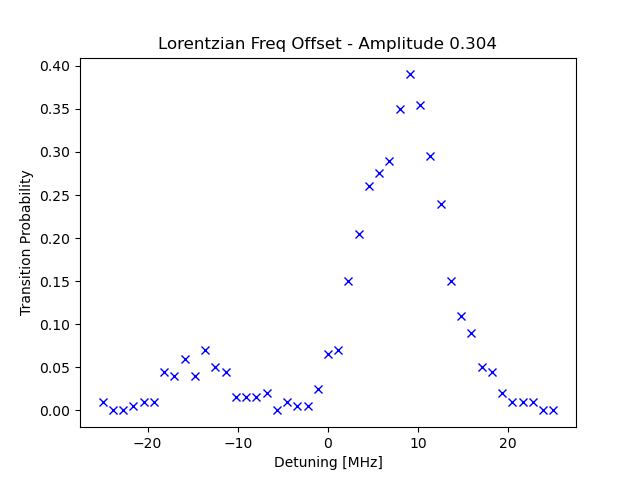 Lorentzian Freq Offset - Amplitude 0.304
0.40
0.35
0.30
0.25
0.20
0.15
0.10
0.05
0.00
Transition Probability
−20 −10 0 10 20
Detuning [MHz]